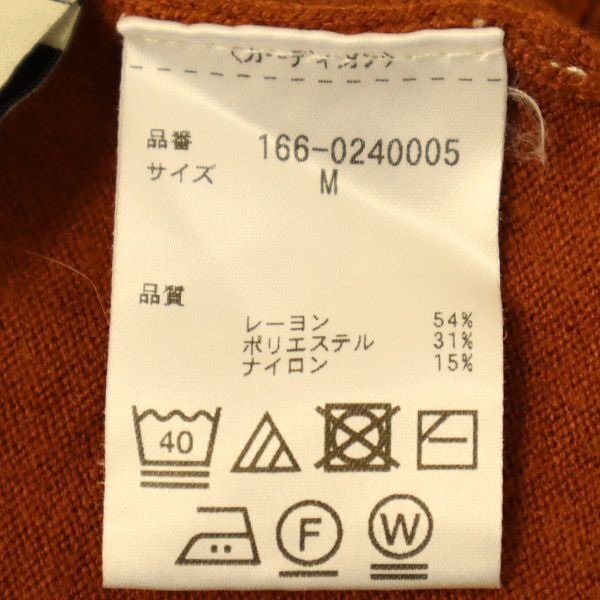 〈カーディガン〉
品番 166-0240005
サイズ M
品質
レーヨン 54%
ポリエステル 31%
ナイロン 15%
40
F W